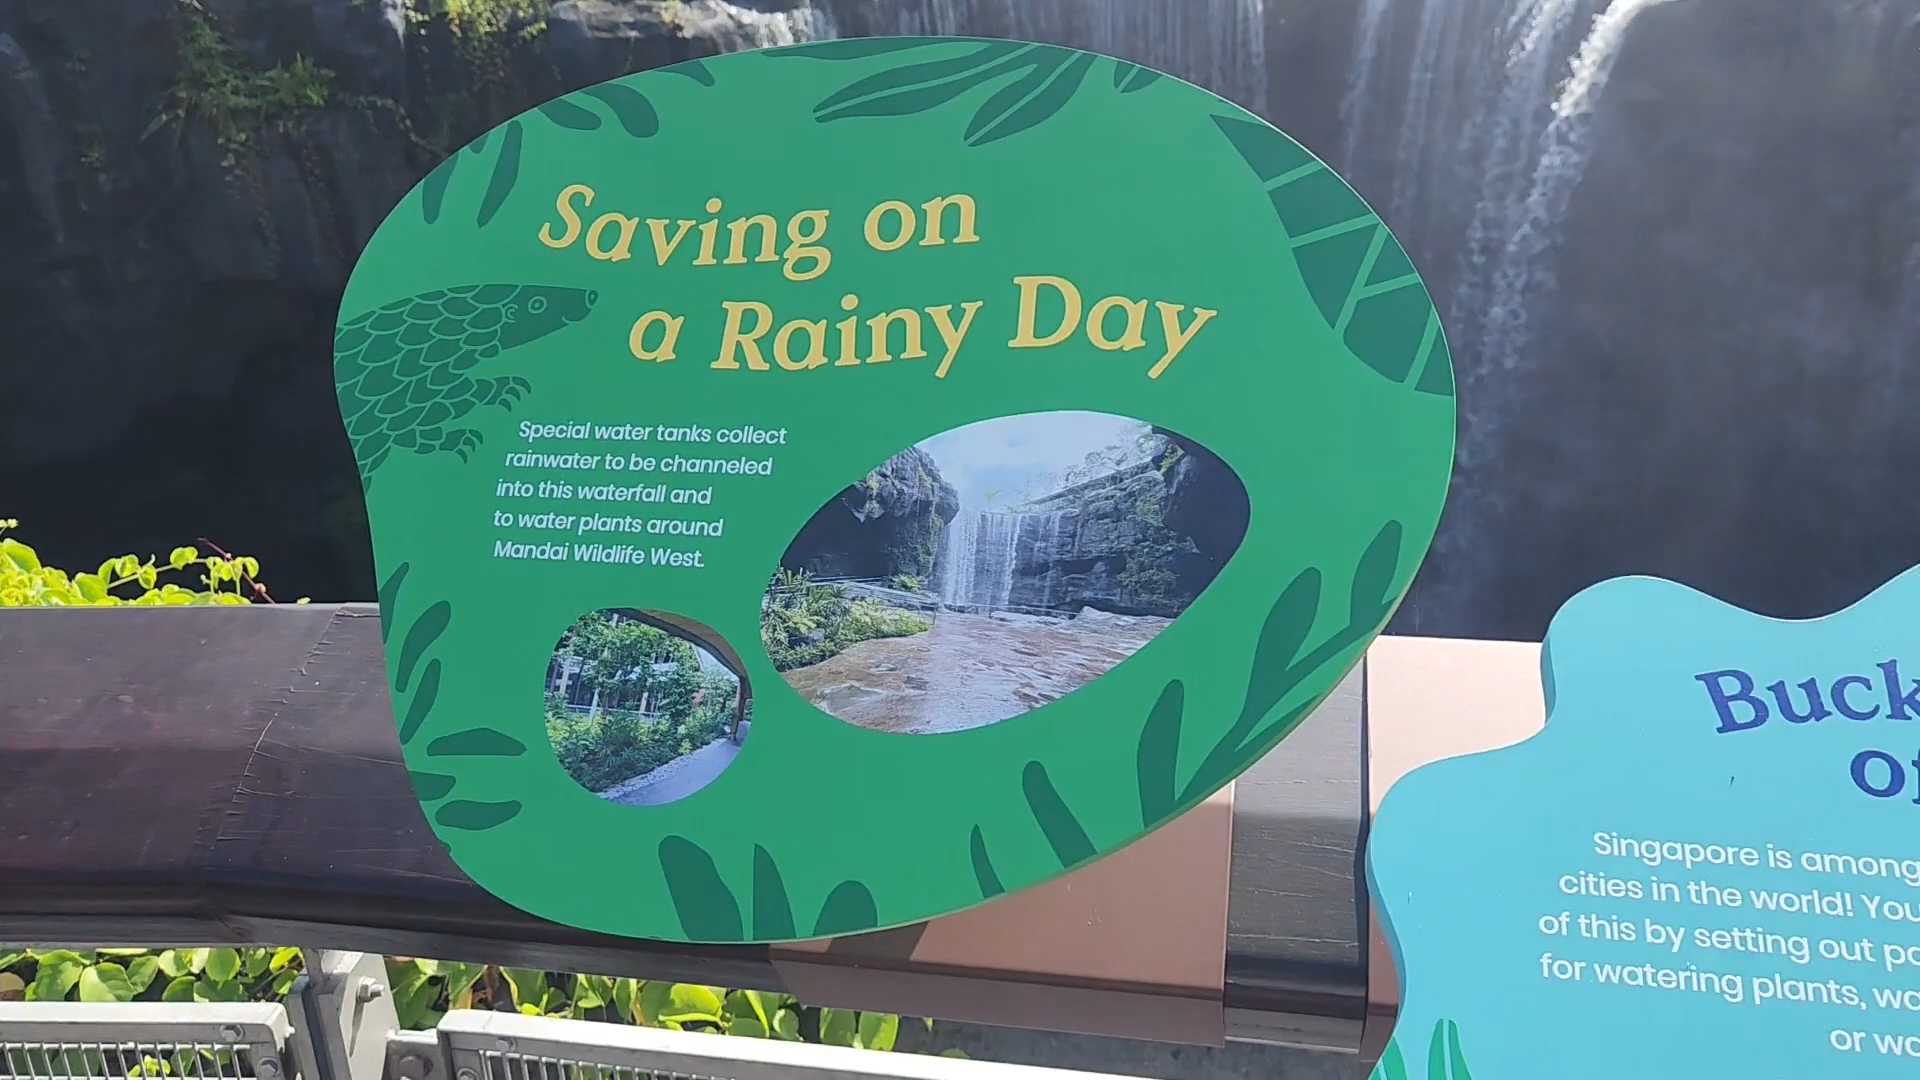 Saving on
a Rainy Day
Special water tanks collect
rainwater to be channeled
into this waterfall and
to water plants around
Mandai Wildlife West.
Singapore is among
cities in the world! You
of this by setting out
for watering plants,
or